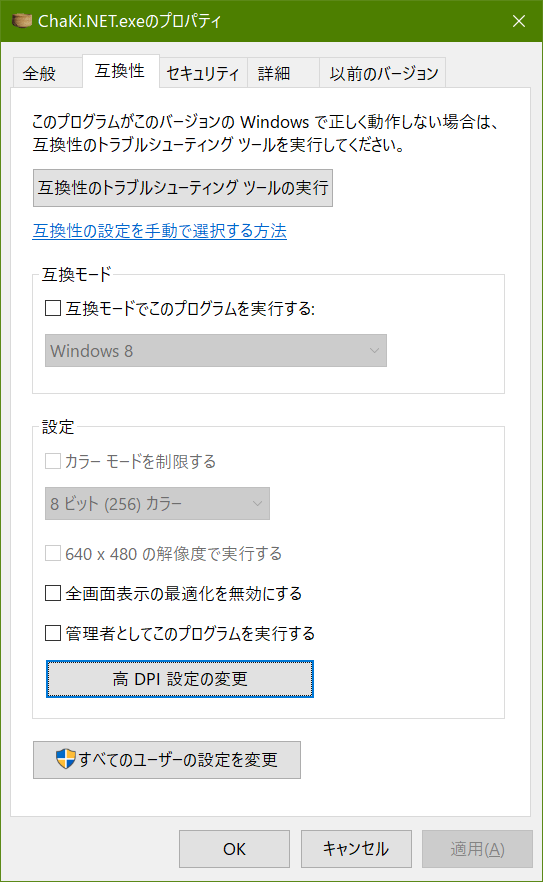 ChaKi.NET.exeのプロパティ
全般 互換性 セキュリティ 詳細 以前のバージョン
このプログラムがこのバージョンの Windows で正しく動作しない場合は、
互換性のトラブルシューティング ツールを実行してください。
互換性のトラブルシューティング ツールの実行
互換性の設定を手動で選択する方法
互換モード
互換モードでこのプログラムを実行する:
Windows 8
設定
カラー モードを制限する
8 ビット (256) カラー
640 x 480 の解像度で実行する
全画面表示の最適化を無効にする
管理者としてこのプログラムを実行する
高 DPI 設定の変更
すべてのユーザーの設定を変更
OK キャンセル 適用(A)